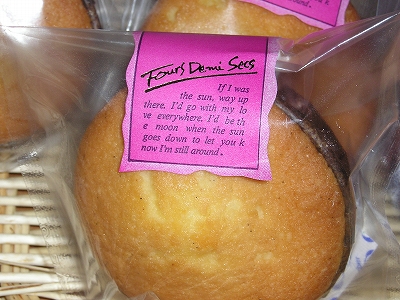 Fours Demi Secs
If I was
the sun, way up
there. I'd go with my lo
ve everywhere. I'd be th
e moon when the sun
goes down to let you k
now I'm still around.